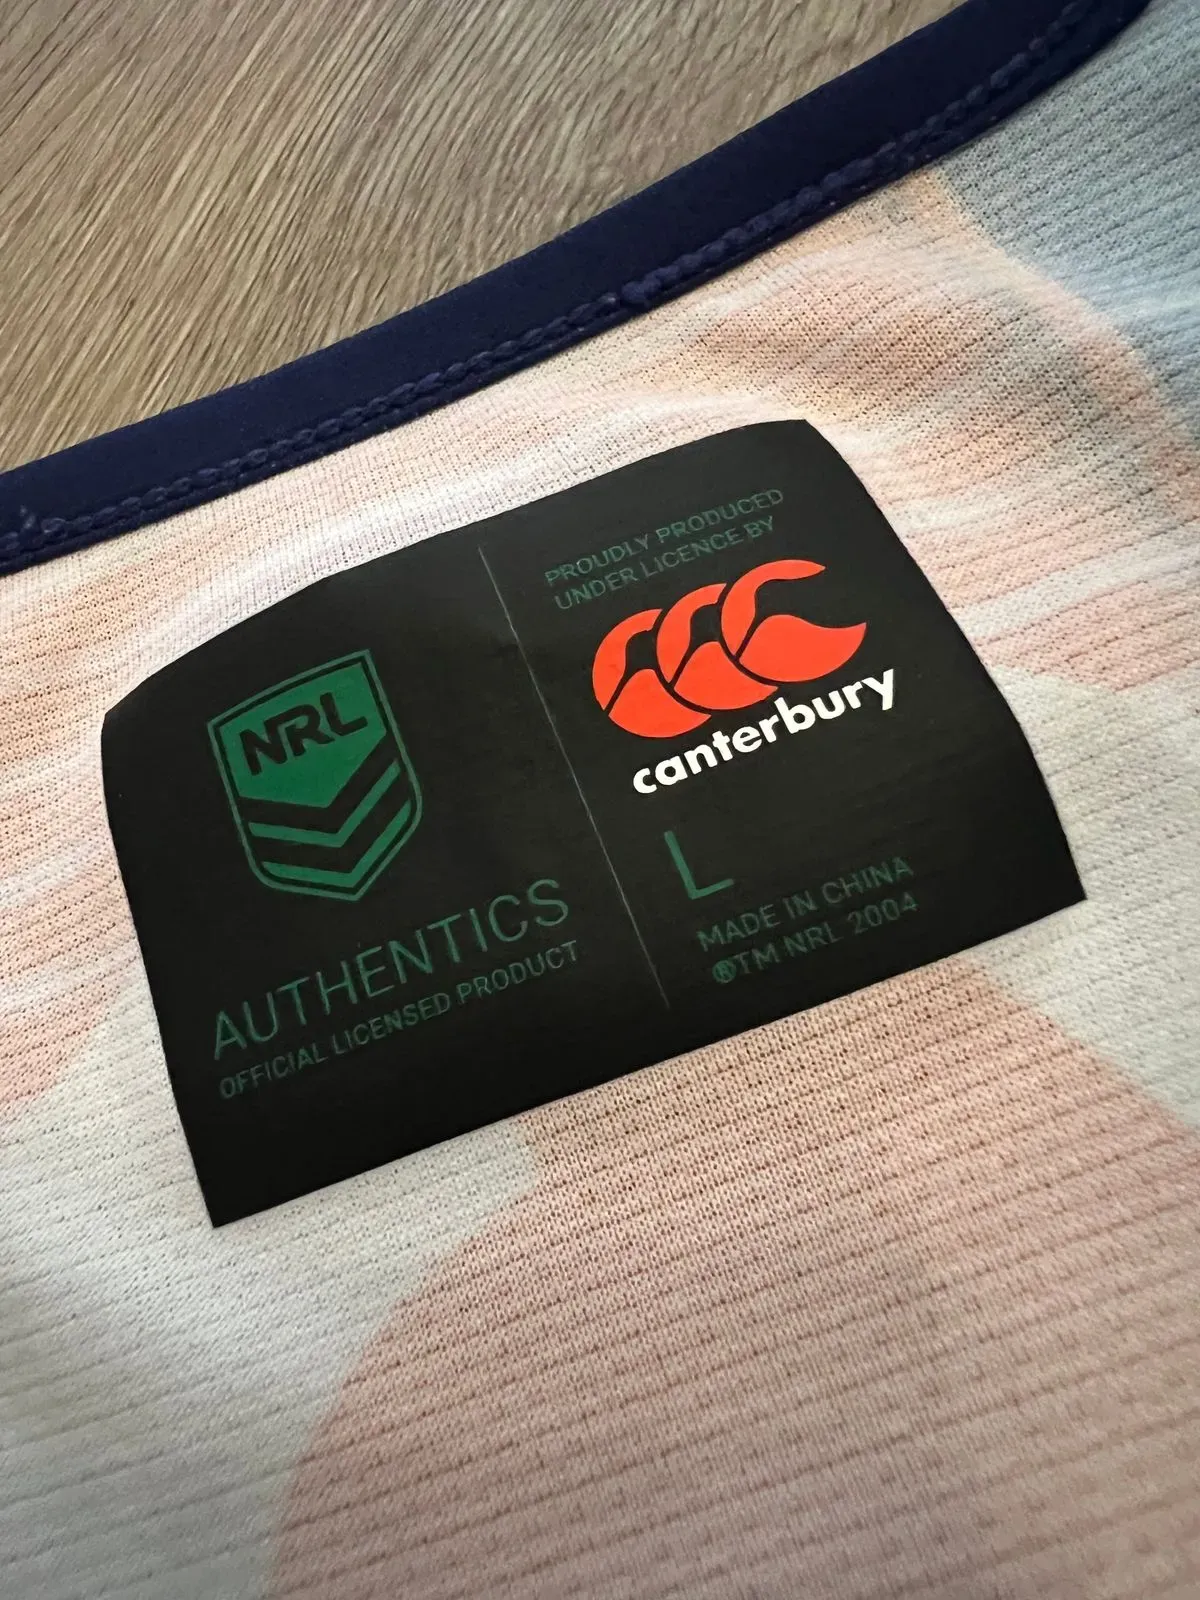 NRL
AUTHENTICS
OFFICIAL LICENSED PRODUCT
PROUDLY PRODUCED
UNDER LICENCE BY
canterbury
L
MADE IN CHINA
®TM NRL 2004